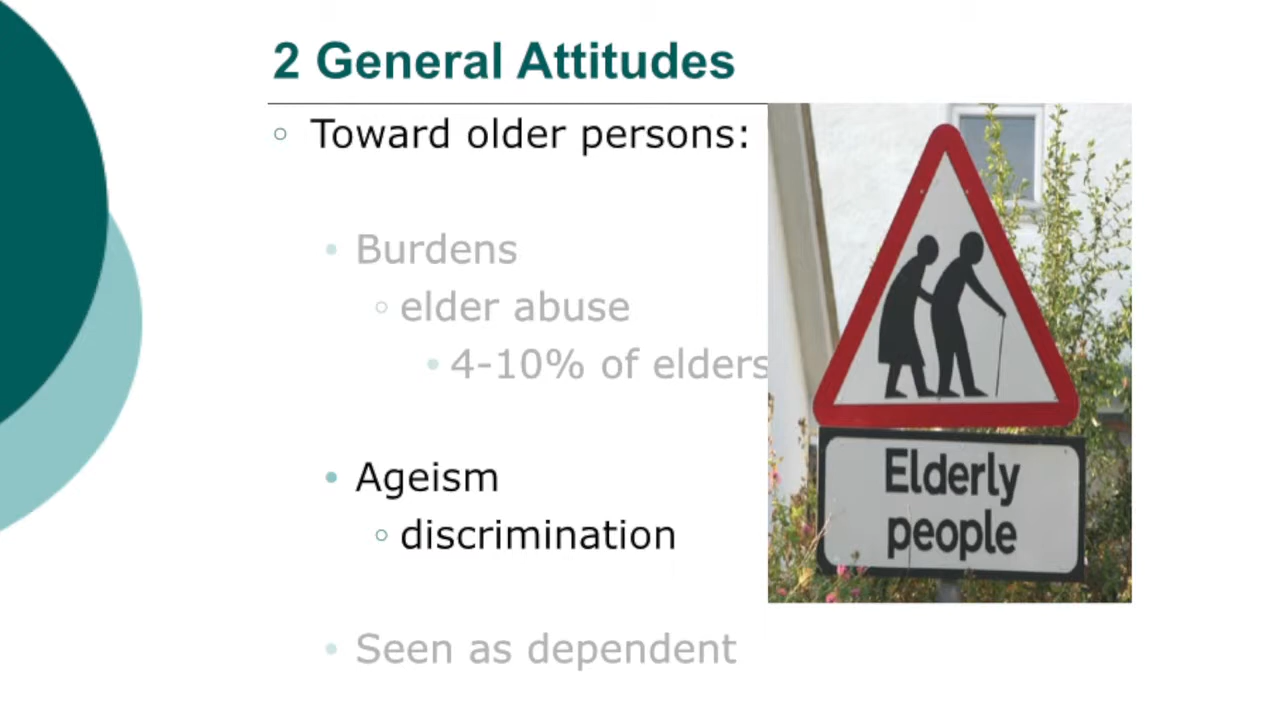 2 General Attitudes
Toward older persons:
Burdens
elder abuse
4-10% of elders
Ageism
discrimination
Seen as dependent
Elderly
people